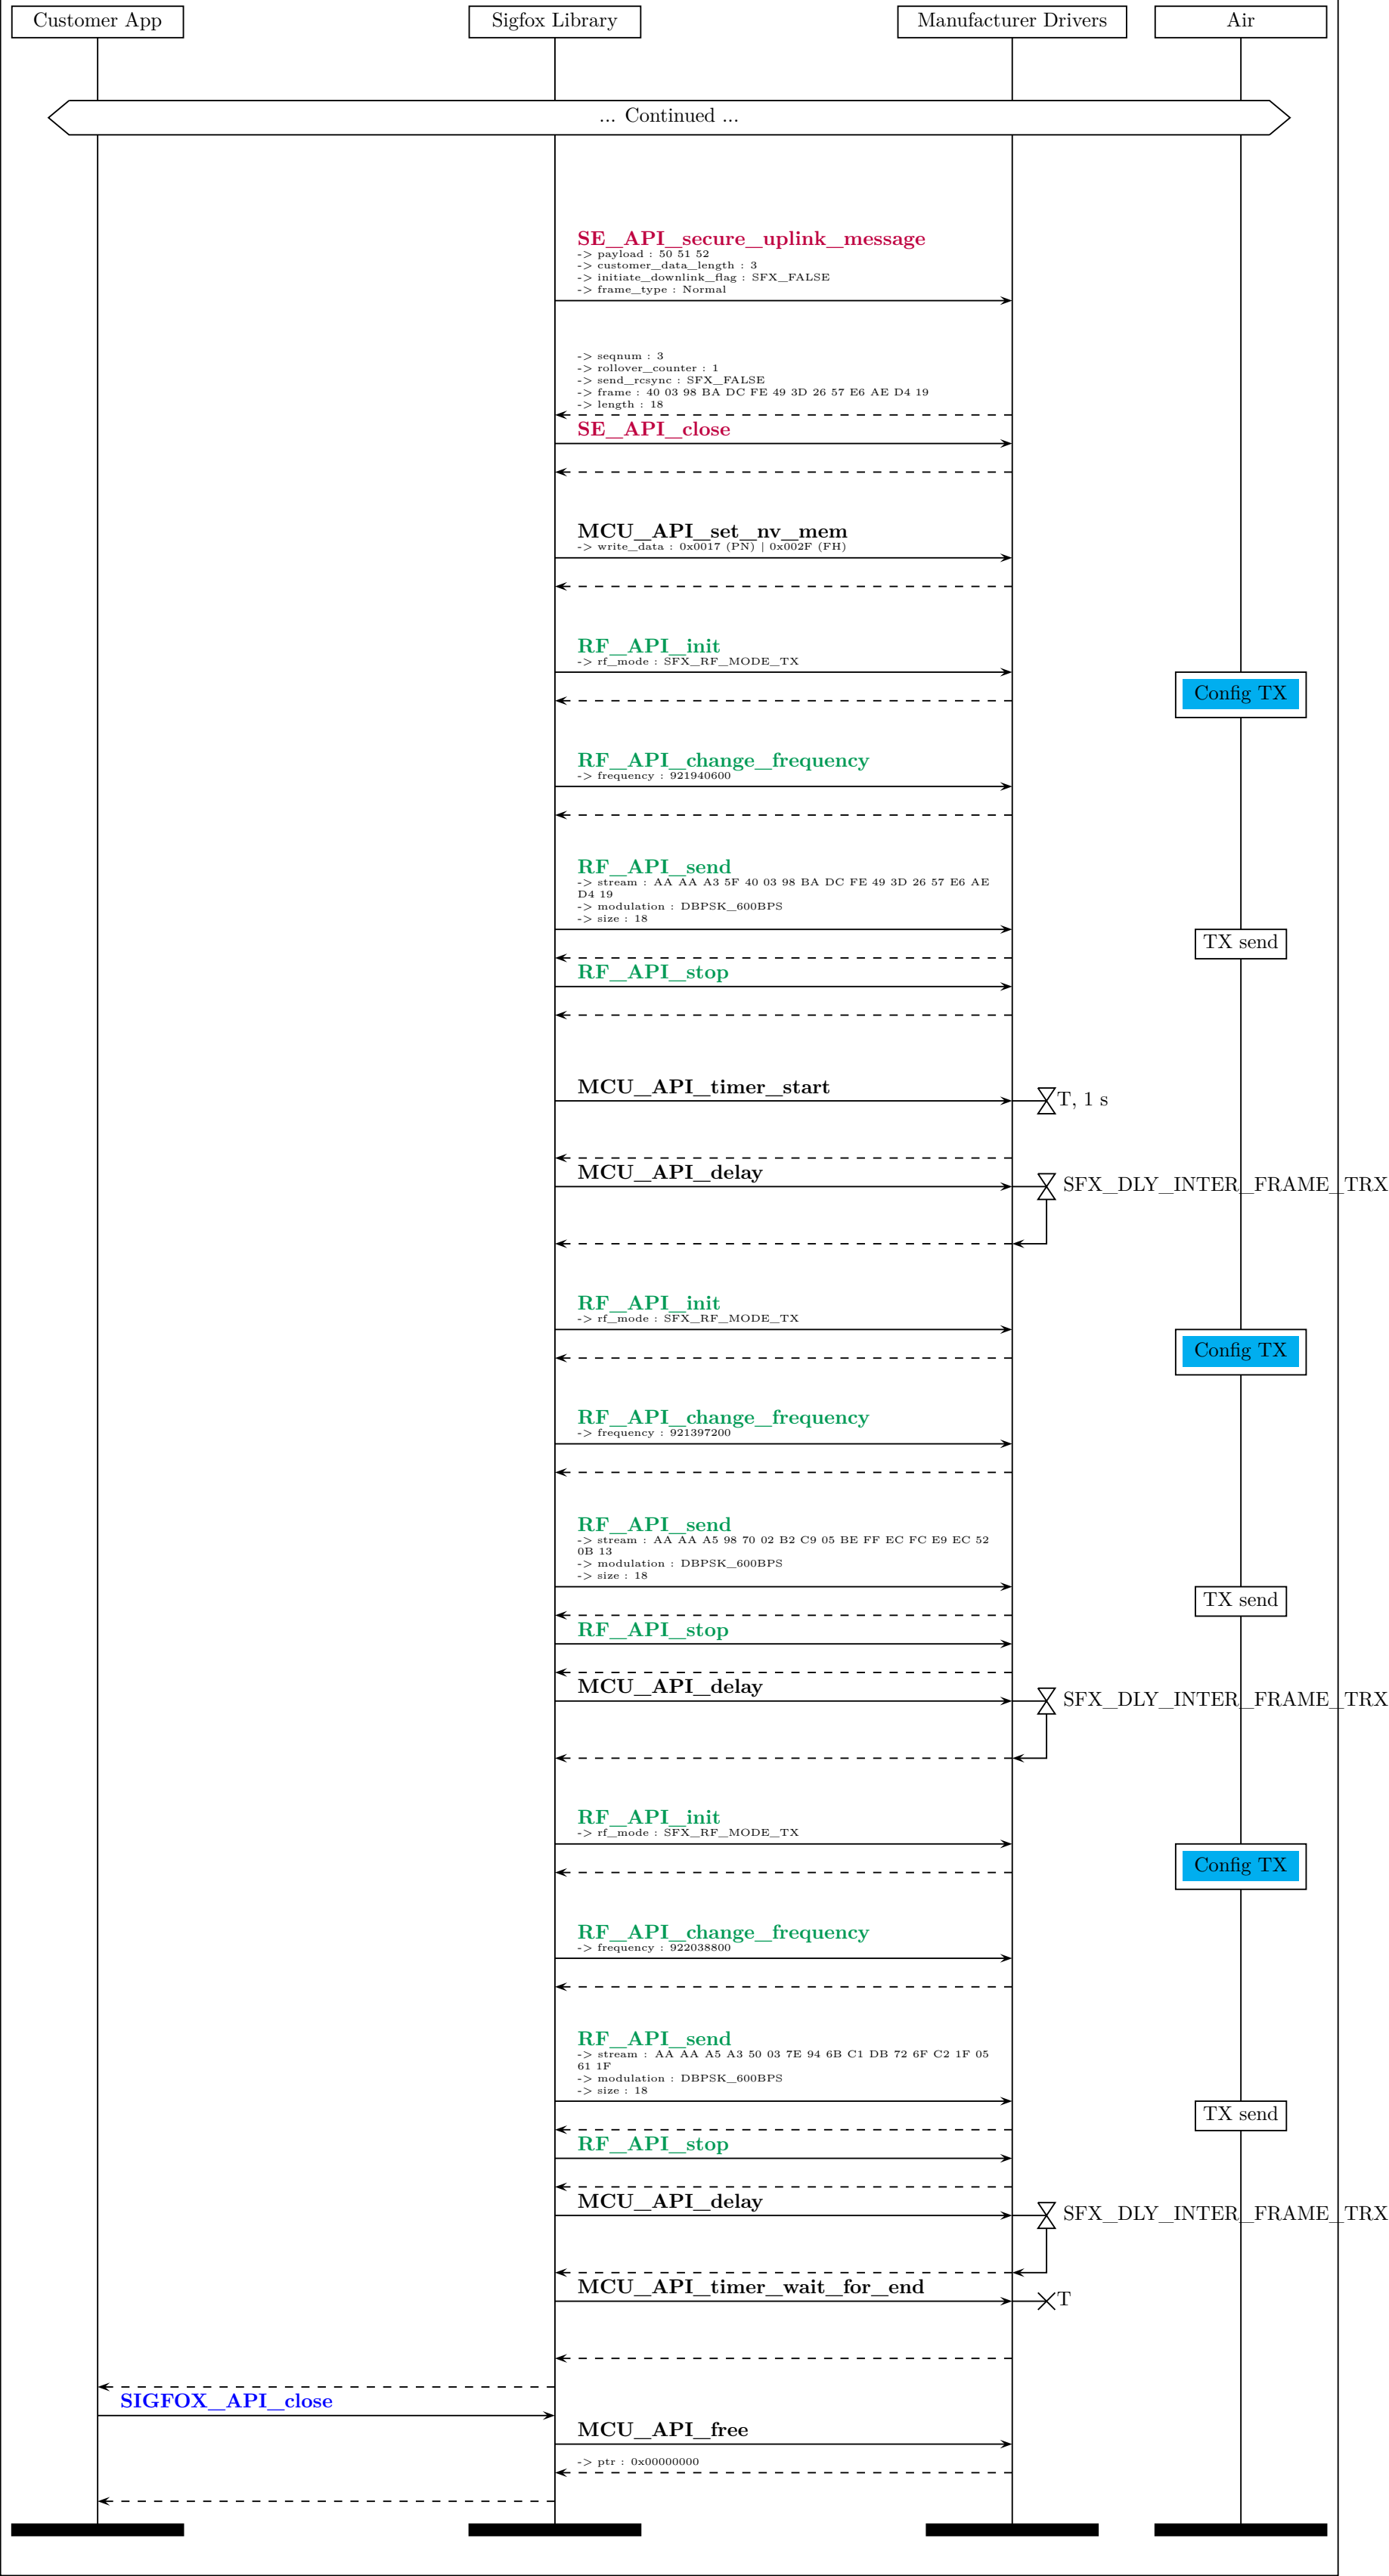 Customer App
Sigfox Library
Manufacturer Drivers
Air
... Continued ...
SE_API_secure_uplink_message
-> payload : 50 51 52
-> customer_data_length : 3
-> initiate_downlink_flag : SFX_FALSE
-> frame_type : Normal
-> seqnum : 3
-> rollover_counter : 1
-> send_rcsync : SFX_FALSE
-> frame : 40 03 98 BA DC FE 49 3D 26 57 E6 AE D4 19
-> length : 18
SE_API_close
MCU_API_set_nv_mem
-> write_data : 0x0017 (PN) | 0x002F (FH)
RF_API_init
-> rf_mode : SFX_RF_MODE_TX
Config TX
RF_API_change_frequency
-> frequency : 921940600
RF_API_send
-> stream : AA AA A3 5F 40 03 98 BA DC FE 49 3D 26 57 E6 AE
D4 19
-> modulation : DBPSK_600BPS
-> size : 18
TX send
RF_API_stop
MCU_API_timer_start
T, 1 s
MCU_API_delay
SFX_DLY_INTER_FRAME_TRX
RF_API_init
-> rf_mode : SFX_RF_MODE_TX
Config TX
RF_API_change_frequency
-> frequency : 921397200
RF_API_send
-> stream : AA AA A5 98 70 02 B2 C9 05 BE FF EC FC E9 EC 52
0B 13
-> modulation : DBPSK_600BPS
-> size : 18
TX send
RF_API_stop
MCU_API_delay
SFX_DLY_INTER_FRAME_TRX
RF_API_init
-> rf_mode : SFX_RF_MODE_TX
Config TX
RF_API_change_frequency
-> frequency : 922038800
RF_API_send
-> stream : AA AA A5 A3 50 03 7E 94 6B C1 DB 72 6F C2 1F 05
61 1F
-> modulation : DBPSK_600BPS
-> size : 18
TX send
RF_API_stop
MCU_API_delay
SFX_DLY_INTER_FRAME_TRX
MCU_API_timer_wait_for_end
T
SIGFOX_API_close
MCU_API_free
-> ptr : 0x00000000